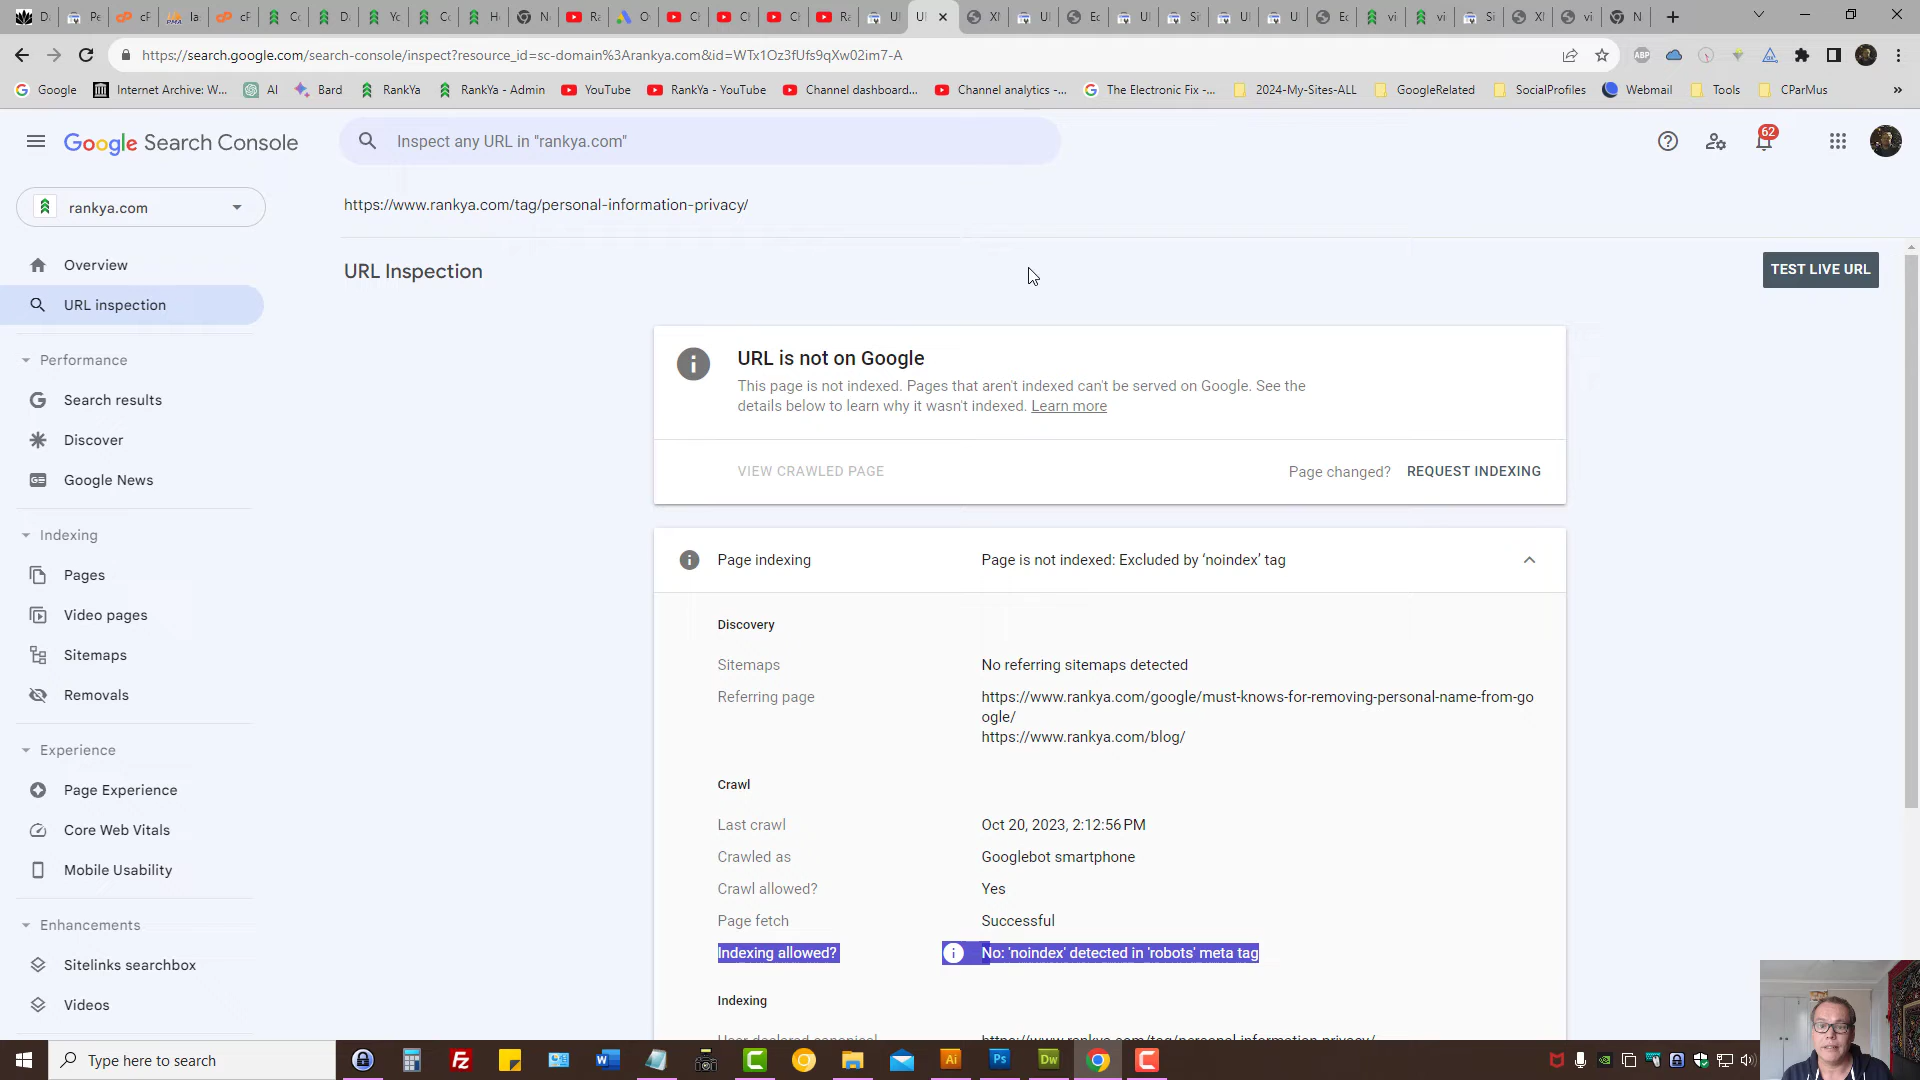 https://search.google.com/search-console/inspect?resource_id=sc-domain%3Arankya.com&id=WTx1Oz3fUfs9qXw02im7-A
Google
Internet Archive: W...
AI
Bard
RankYa
RankYa - Admin
YouTube
RankYa - YouTube
Channel dashboard...
Channel analytics -...
The Electronic Fix -...
2024-My-Sites-ALL
GoogleRelated
SocialProfiles
Webmail
Tools
CParMus
»
Google Search Console
Inspect any URL in "rankya.com"
62
rankya.com
https://www.rankya.com/tag/personal-information-privacy/
Overview
URL inspection
Performance
Search results
Discover
Google News
Indexing
Pages
Video pages
Sitemaps
Removals
Experience
Page Experience
Core Web Vitals
Mobile Usability
Enhancements
Sitelinks searchbox
Videos
URL Inspection
TEST LIVE URL
URL is not on Google
This page is not indexed. Pages that aren't indexed can't be served on Google. See the
details below to learn why it wasn't indexed. Learn more
VIEW CRAWLED PAGE
Page changed? REQUEST INDEXING
Page indexing
Page is not indexed: Excluded by ‘noindex’ tag
Discovery
Sitemaps
No referring sitemaps detected
Referring page
https://www.rankya.com/google/must-knows-for-removing-personal-name-from-go
ogle/
https://www.rankya.com/blog/
Crawl
Last crawl
Oct 20, 2023, 2:12:56 PM
Crawled as
Googlebot smartphone
Crawl allowed?
Yes
Page fetch
Successful
Indexing allowed?
No: 'noindex' detected in 'robots' meta tag
Indexing
Type here to search